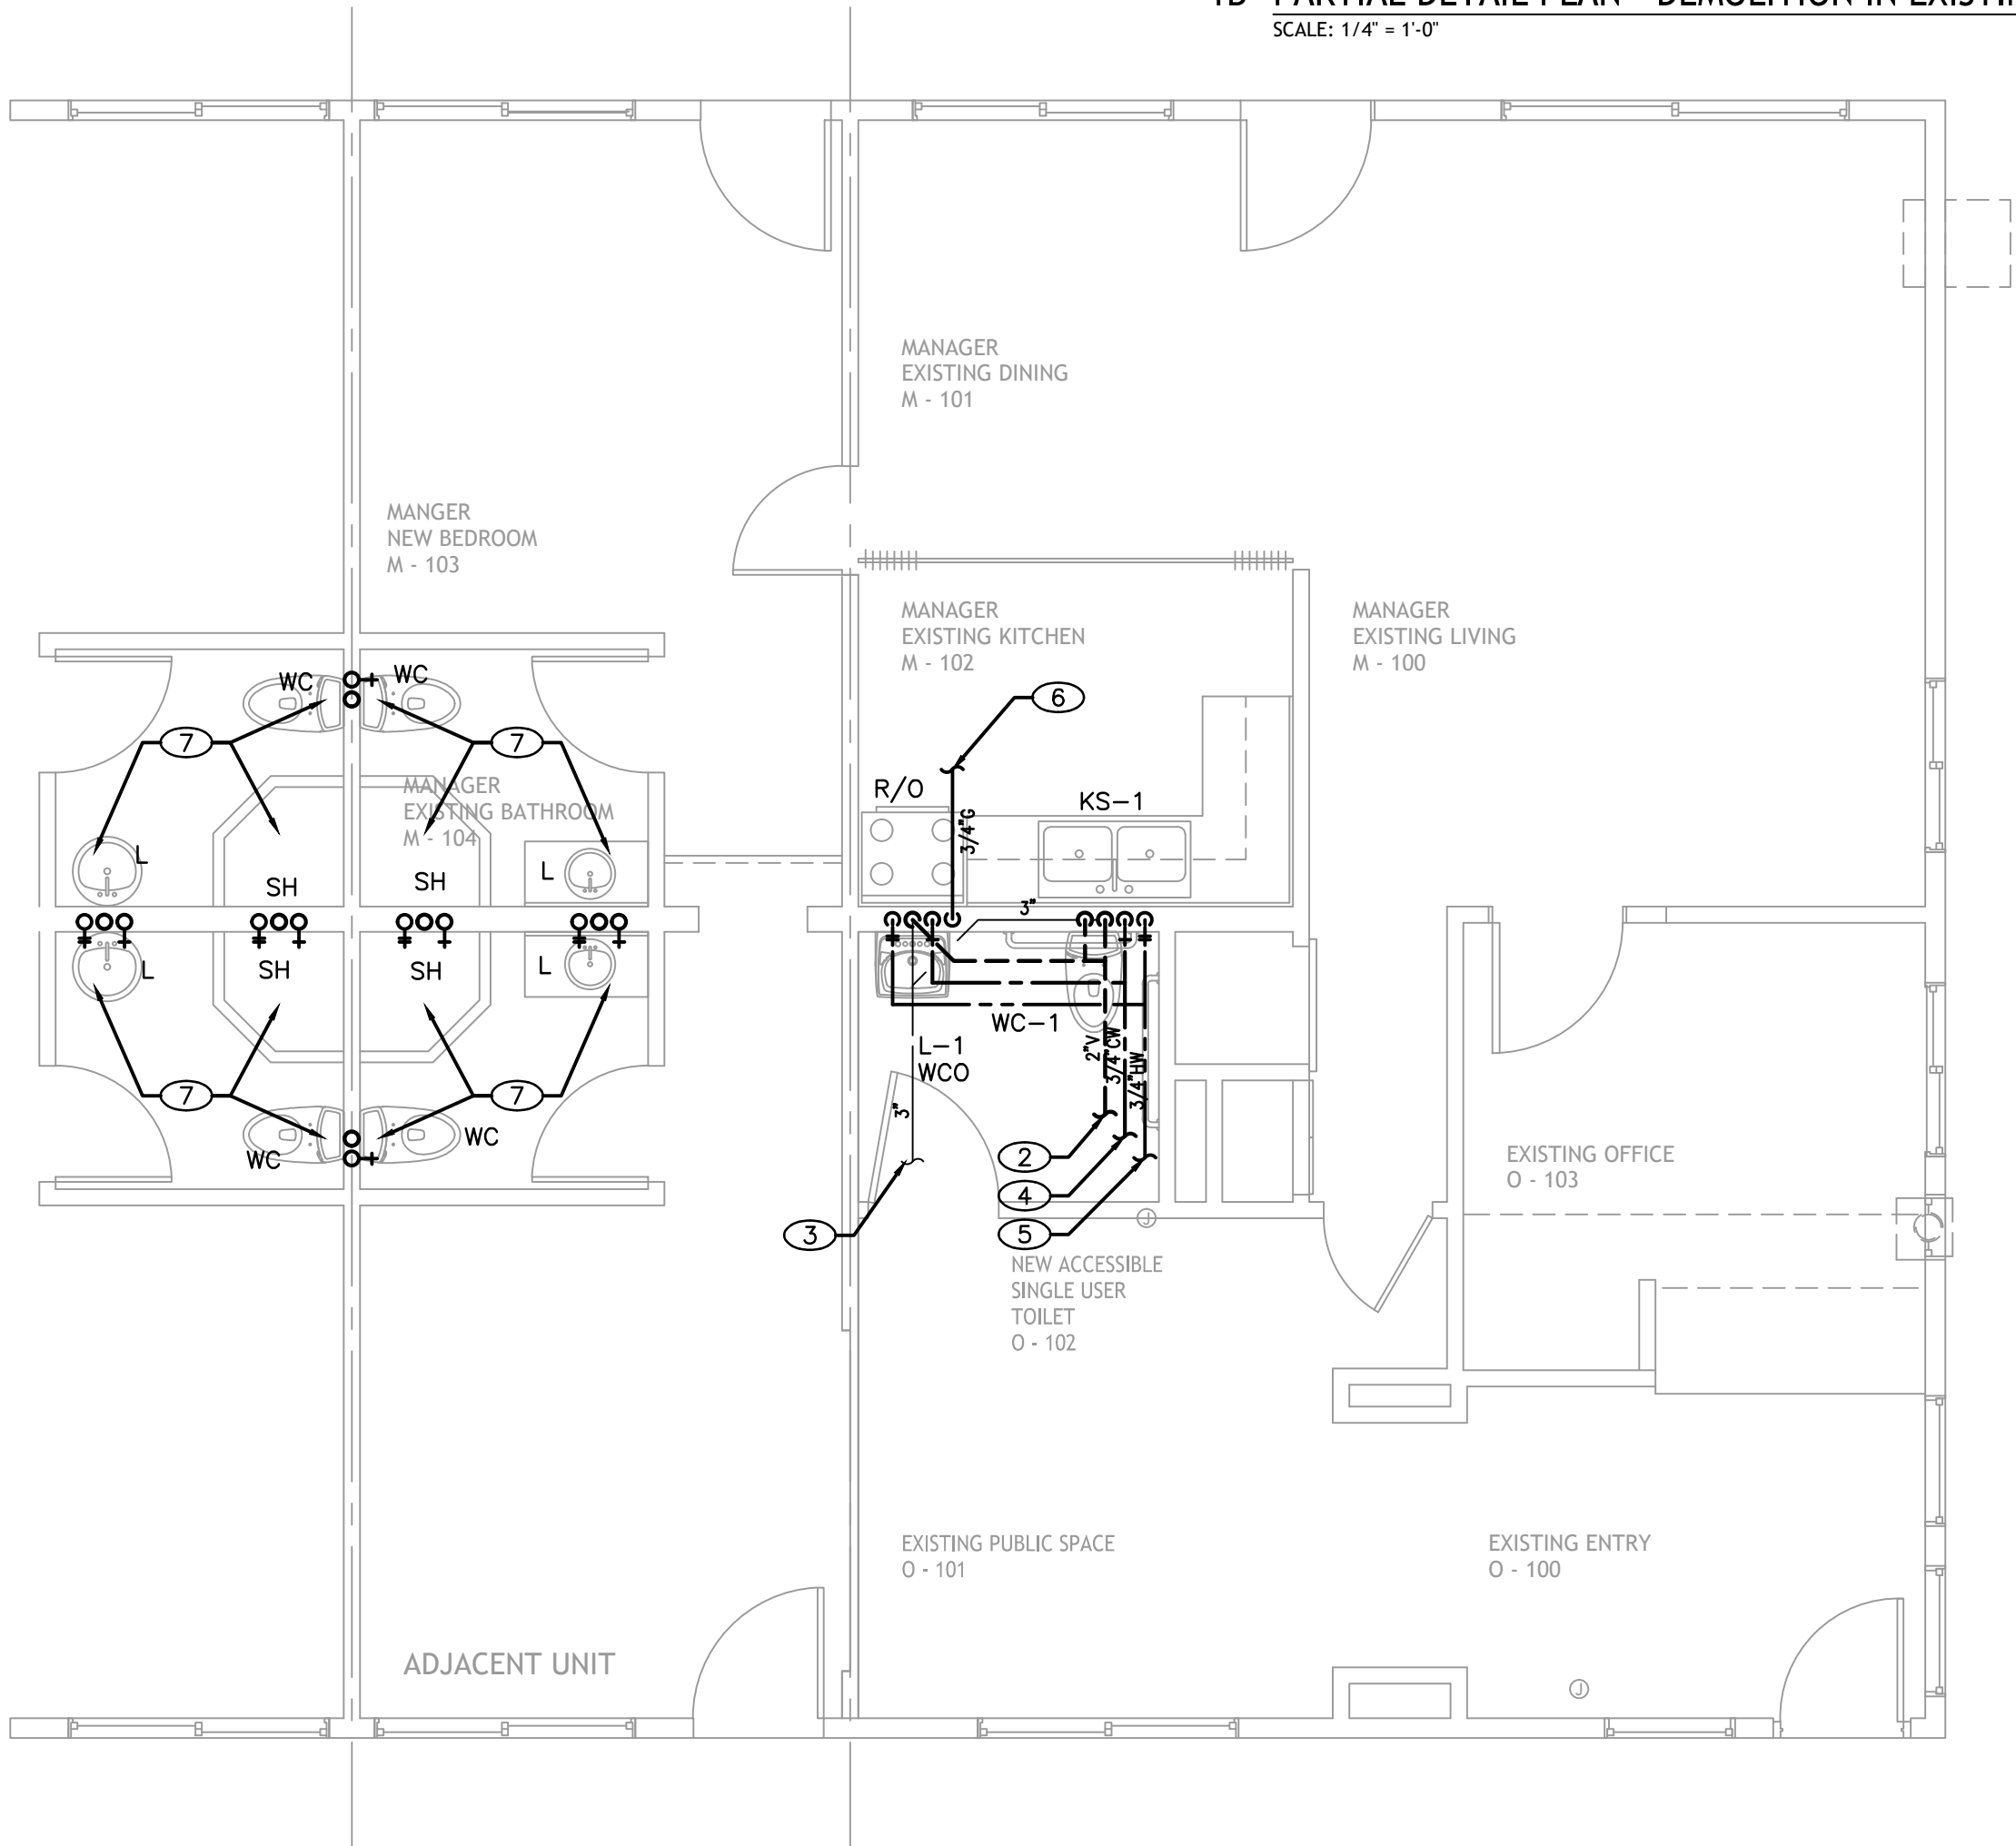 SCALE: 1/4" = 1'-0"
MANAGER
EXISTING DINING
M - 101
MANGER
NEW BEDROOM
M - 103
MANAGER
EXISTING KITCHEN
M - 102
MANAGER
EXISTING LIVING
M - 100
WC
WC
6
7
7
MANAGER
EXISTING BATHROOM
M - 104
R/O
3/4"G
KS-1
L
SH
SH
L
3"
L
SH
SH
L
WC-1
L-1
WCO
2"V
3/4"CW
3/4"HW
3"
7
7
WC
WC
2
4
5
3
J
EXISTING OFFICE
O - 103
NEW ACCESSIBLE
SINGLE USER
TOILET
O - 102
EXISTING PUBLIC SPACE
O - 101
EXISTING ENTRY
O - 100
ADJACENT UNIT
J